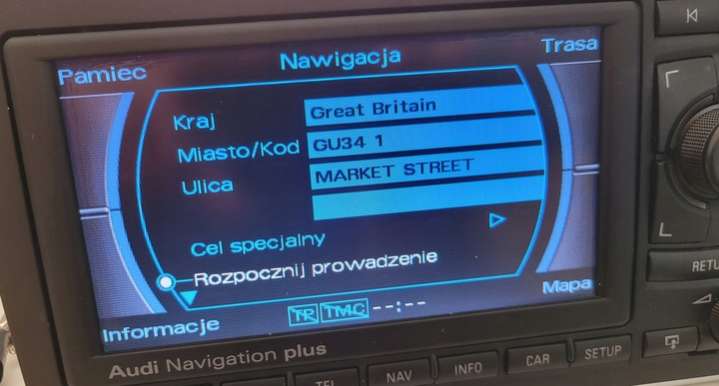 Nawigacja
Pamiec
Trasa
Kraj Great Britain
Miasto/Kod GU34 1
Ulica MARKET STREET
Cel specjalny
Rozpocznij prowadzenie
Informacje
TP TMC --:--
Mapa
Audi Navigation plus
NAV
INFO
CAR
SETUP